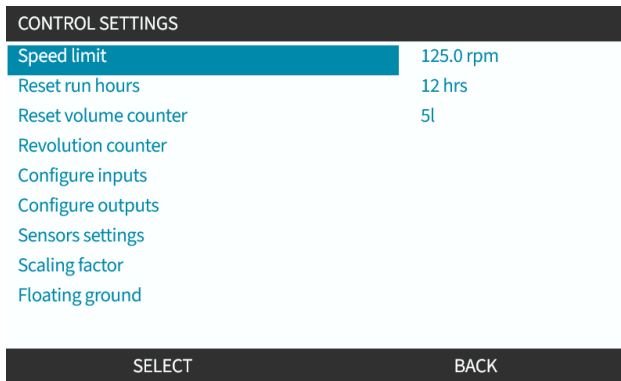 CONTROL SETTINGS
Speed limit 125.0 rpm
Reset run hours 12 hrs
Reset volume counter 5l
Revolution counter
Configure inputs
Configure outputs
Sensors settings
Scaling factor
Floating ground
SELECT BACK